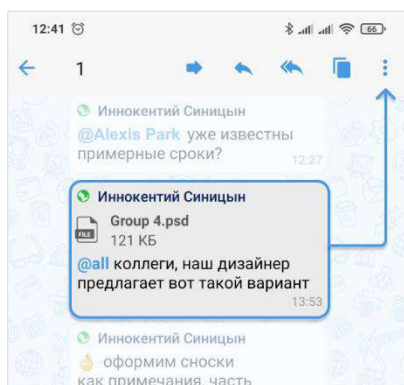 12:41 66
1
Иннокентий Синицын
@Alexis Park уже известны
примерные сроки?
12:27
Иннокентий Синицын
Group 4.psd
FILE
121 КБ
@all коллеги, наш дизайнер
предлагает вот такой вариант
13:53
Иннокентий Синицын
👌 оформим сноски
как примечания, часть